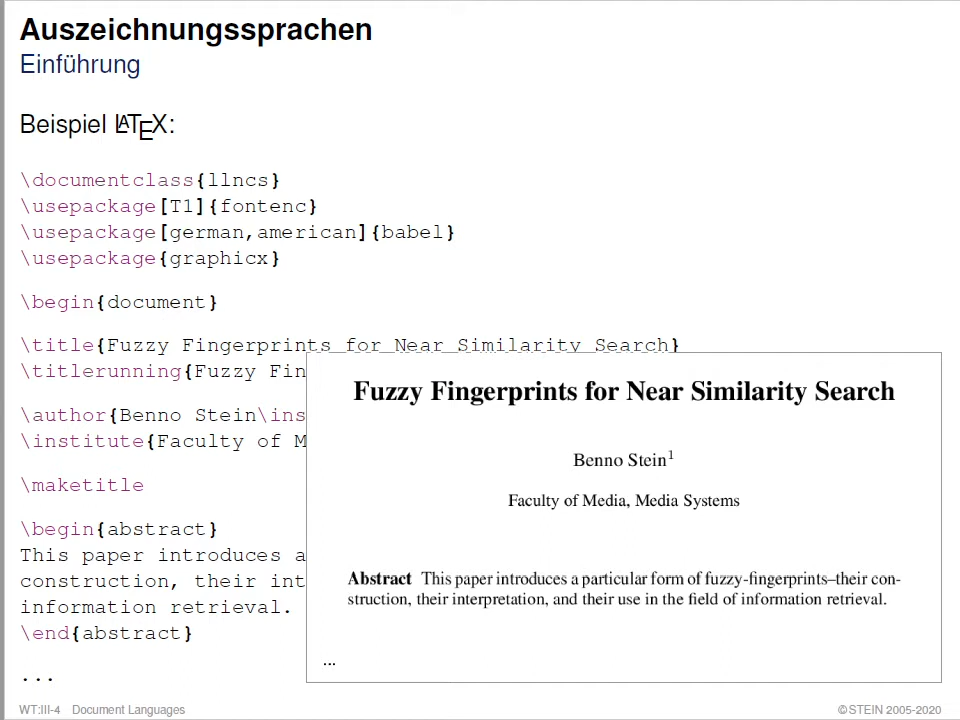 Auszeichnungssprachen
Einführung
Beispiel LATEX:
\documentclass{llncs}
\usepackage[T1]{fontenc}
\usepackage[german,american]{babel}
\usepackage{graphicx}
\begin{document}
\title{Fuzzy Fingerprints for Near Similarity Search}
\titlerunning{Fuzzy Fin
\author{Benno Stein\ins
\institute{Faculty of M
\maketitle
\begin{abstract}
This paper introduces a
construction, their int
information retrieval.
\end{abstract}
...
Fuzzy Fingerprints for Near Similarity Search
Benno Stein¹
Faculty of Media, Media Systems
Abstract This paper introduces a particular form of fuzzy-fingerprints–their con-
struction, their interpretation, and their use in the field of information retrieval.
...
WT:III-4 Document Languages
© STEIN 2005-2020